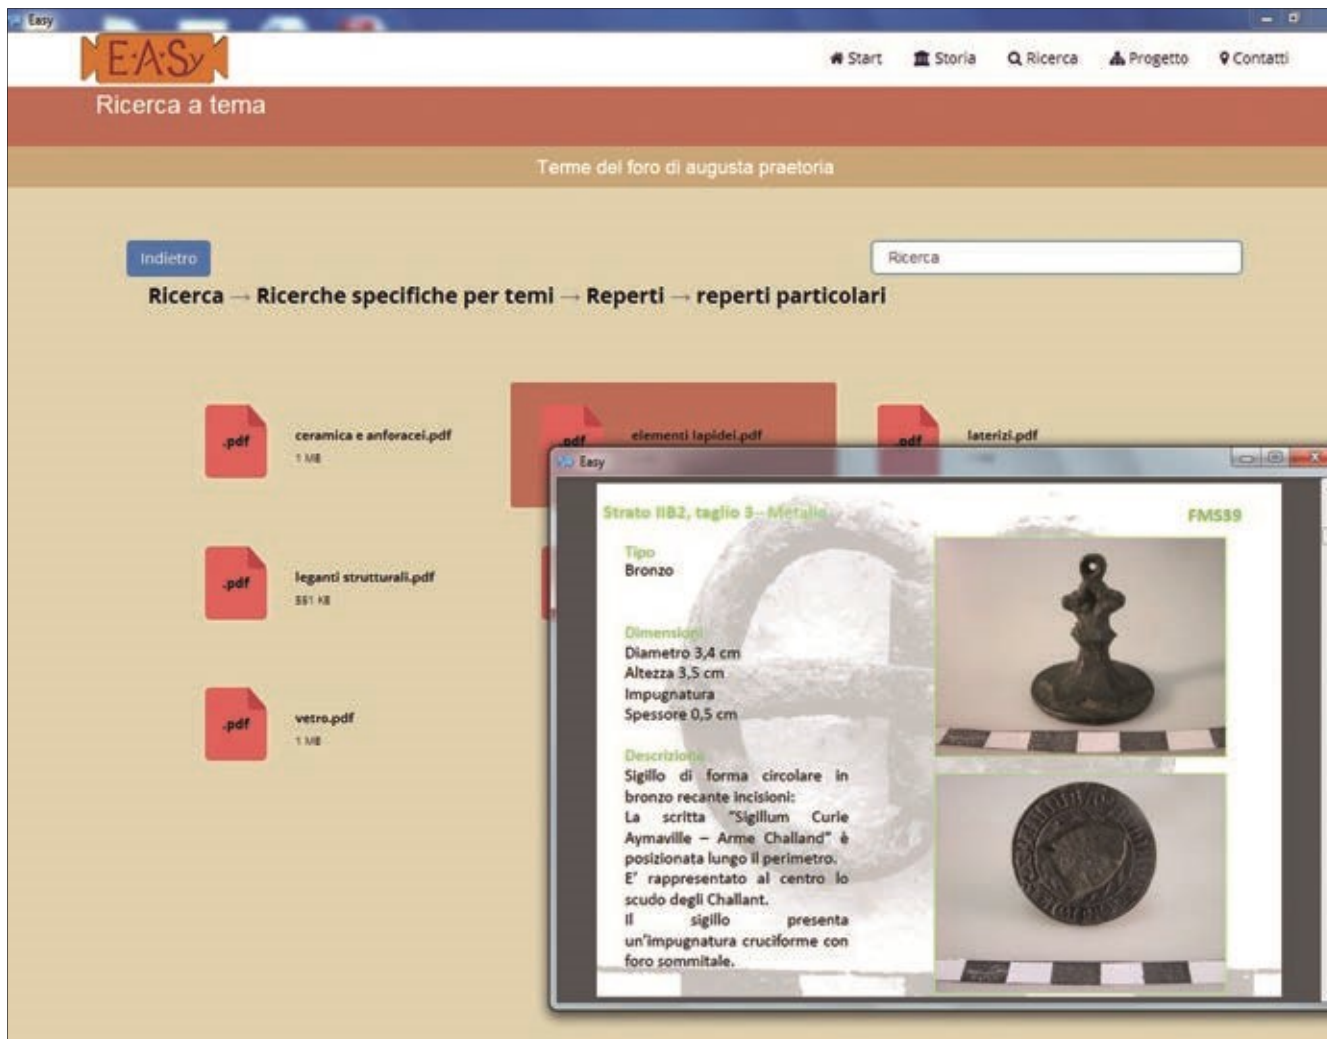 Easy
E·A·Sy
Start Storia Ricerca Progetto Contatti
Ricerca a tema
Terme del foro di augusta praetoria
Indietro
Ricerca
Ricerca → Ricerche specifiche per temi → Reperti → reperti particolari
.pdf
ceramica e anforacei.pdf
1 MB
.pdf
elementi lapidei.pdf
.pdf
laterizi.pdf
.pdf
leganti strutturali.pdf
551 KB
.pdf
vetro.pdf
1 MB
Easy
Strato IIB2, taglio 3 - Metallo
FMS39
Tipo
Bronzo
Dimensioni
Diametro 3,4 cm
Altezza 3,5 cm
Impugnatura
Spessore 0,5 cm
Descrizione
Sigillo di forma circolare in
bronzo recante incisioni:
La scritta "Sigillum Curie
Aymaville – Arme Challand" è
posizionata lungo il perimetro.
E' rappresentato al centro lo
scudo degli Challant.
Il sigillo presenta
un'impugnatura cruciforme con
foro sommitale.